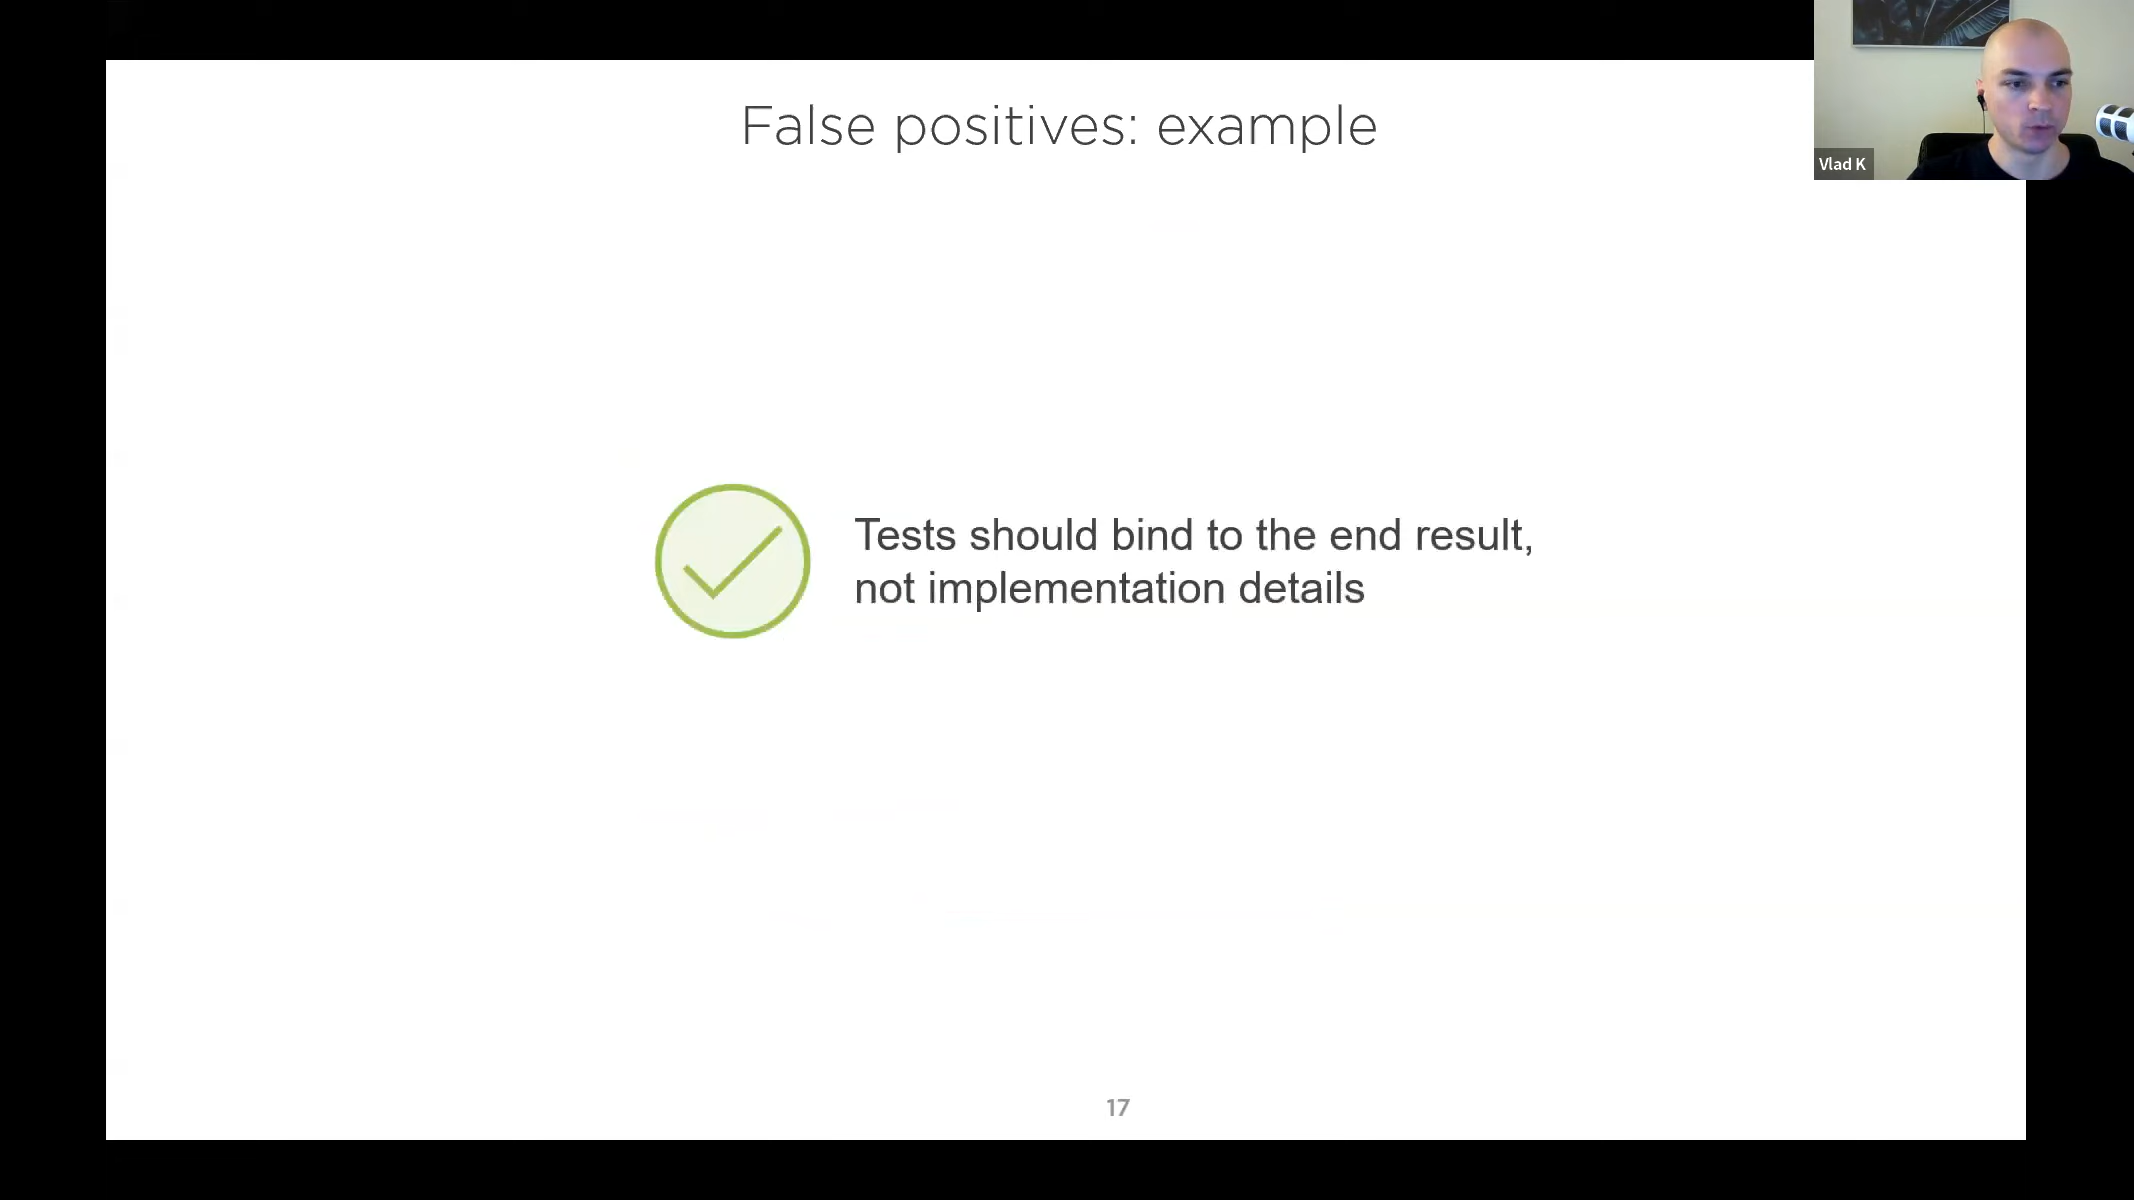 False positives: example
Vlad K
Tests should bind to the end result,
not implementation details
17